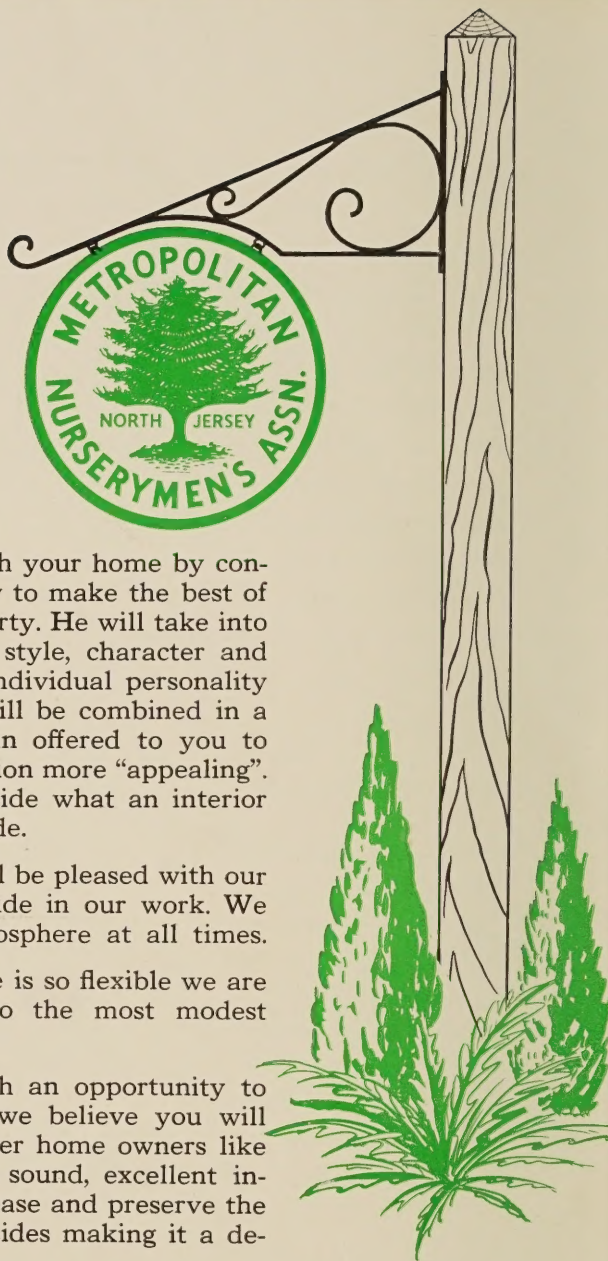 METROPOLITAN
NURSERYMEN'S ASSN.
NORTH JERSEY
h your home by con-
to make the best of
rty. He will take into
style, character and
ndividual personality
ill be combined in a
n offered to you to
ion more “appealing”.
ide what an interior
de.
l be pleased with our
de in our work. We
osphere at all times.
e is so flexible we are
o the most modest
h an opportunity to
we believe you will
er home owners like
sound, excellent in-
ase and preserve the
ides making it a de-